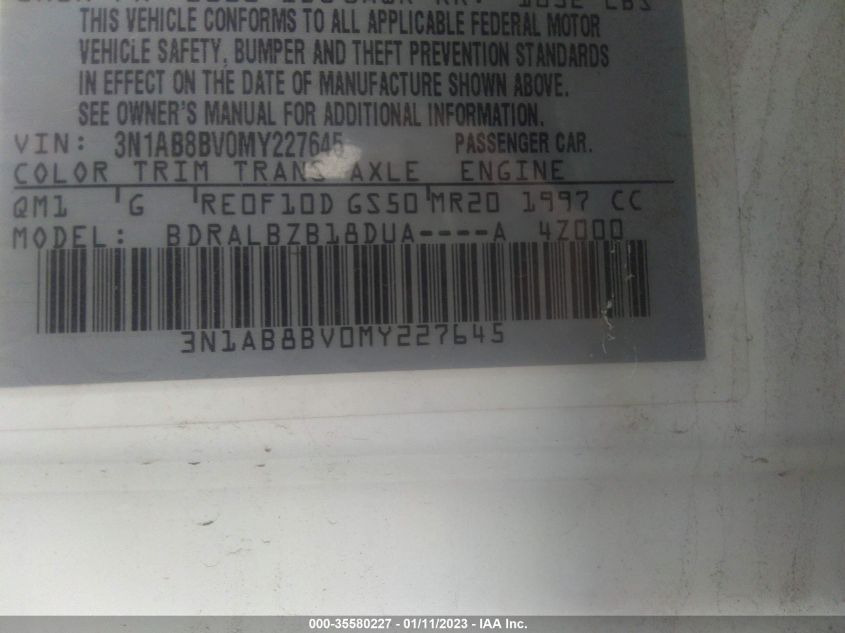 THIS VEHICLE CONFORMS TO ALL APPLICABLE FEDERAL MOTOR
VEHICLE SAFETY, BUMPER AND THEFT PREVENTION STANDARDS
IN EFFECT ON THE DATE OF MANUFACTURE SHOWN ABOVE.
SEE OWNER'S MANUAL FOR ADDITIONAL INFORMATION.
VIN: 3N1AB8BV0MY227645 PASSENGER CAR.
COLOR TRIM TRANS AXLE ENGINE
QM1 G RE0F10D GS50 MR20 1997 CC
MODEL: BDRALBZB18DUA----A 4Z000
3N1AB8BV0MY227645
000-35580227 - 01/11/2023 - IAA Inc.